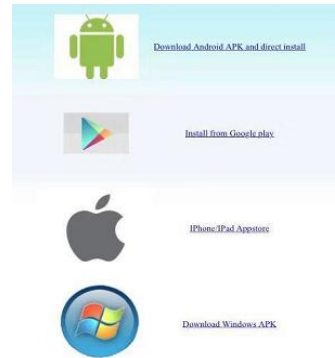 Download Android APK and direct install
Install from Google play
IPhone/IPad Appstore
Download Windows APK